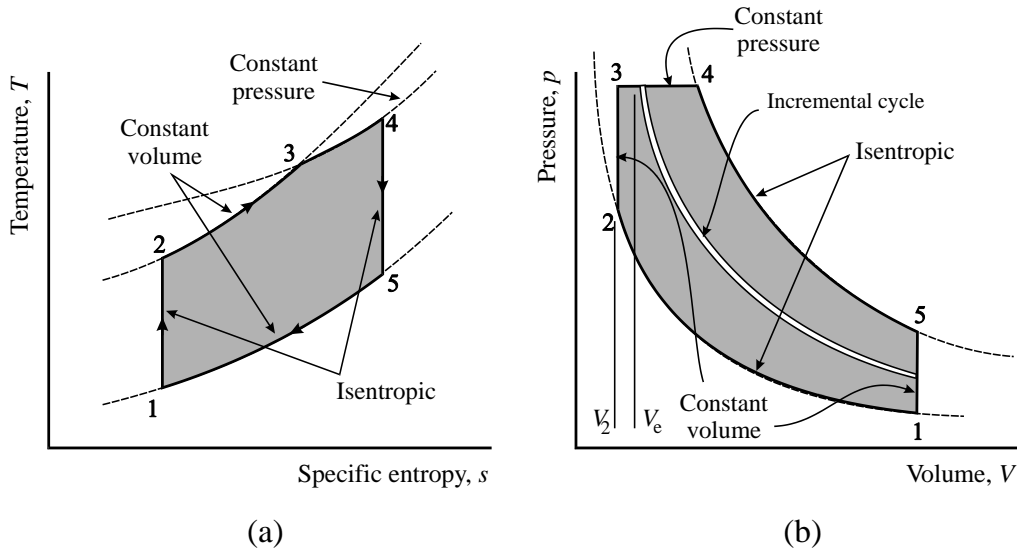 Temperature, T
Constant
pressure
Constant
volume
3
4
2
5
1
Isentropic
Specific entropy, s
(a)
Constant
pressure
Pressure, p
3
4
Incremental cycle
Isentropic
2
5
V2
Ve
Constant
volume
1
Volume, V
(b)